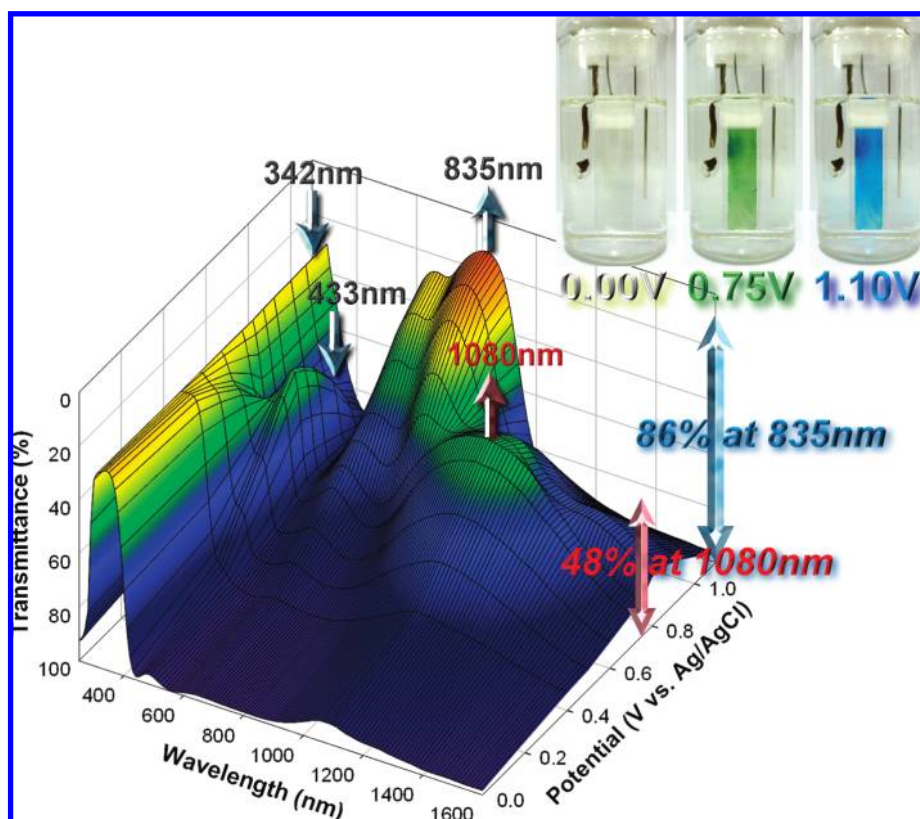 342nm
835nm
433nm
1080nm
0.00V 0.75V 1.10V
86% at 835nm
48% at 1080nm
Transmittance (%)
0
20
40
60
80
100
400
600
800
1000
1200
1400
1600
Wavelength (nm)
0.0
0.2
0.4
0.6
0.8
1.0
Potential (V vs. Ag/AgCl)